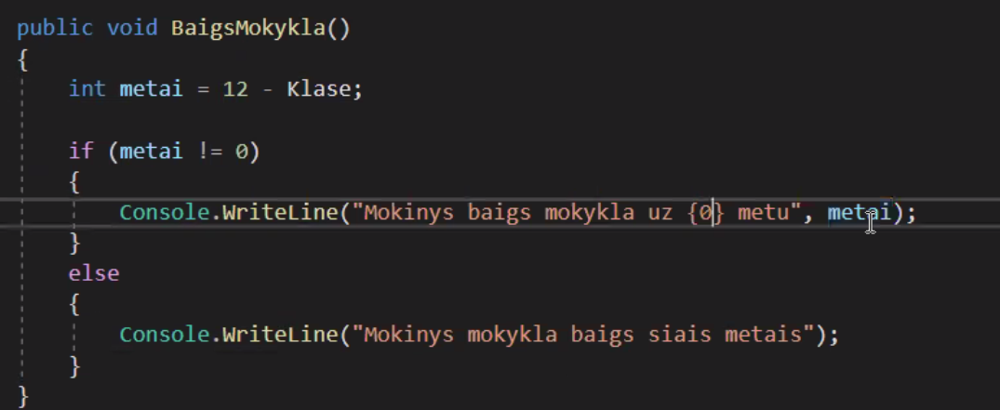 public void BaigsMokykla()
{
    int metai = 12 - Klase;

    if (metai != 0)
    {
        Console.WriteLine("Mokinys baigs mokykla uz {0} metu", metai);
    }
    else
    {
        Console.WriteLine("Mokinys mokykla baigs siais metais");
    }
}